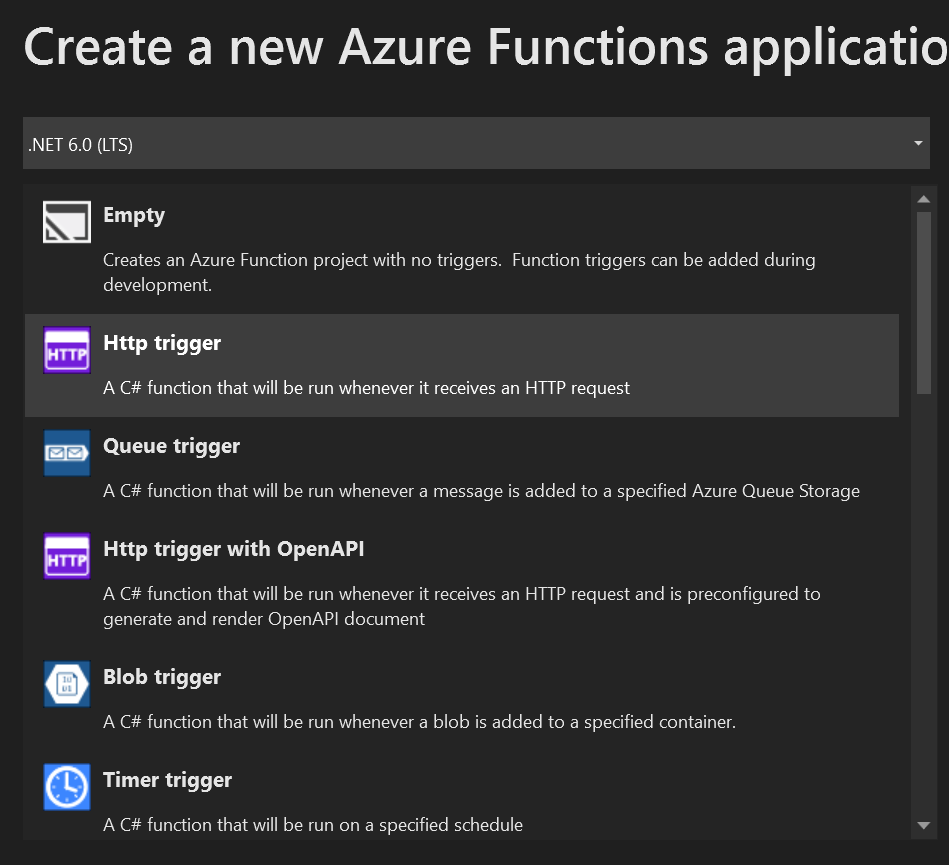 Create a new Azure Functions applicatio
.NET 6.0 (LTS)
Empty
Creates an Azure Function project with no triggers.  Function triggers can be added during
development.
HTTP
Http trigger
A C# function that will be run whenever it receives an HTTP request
Queue trigger
A C# function that will be run whenever a message is added to a specified Azure Queue Storage
HTTP
Http trigger with OpenAPI
A C# function that will be run whenever it receives an HTTP request and is preconfigured to
generate and render OpenAPI document
Blob trigger
A C# function that will be run whenever a blob is added to a specified container.
Timer trigger
A C# function that will be run on a specified schedule